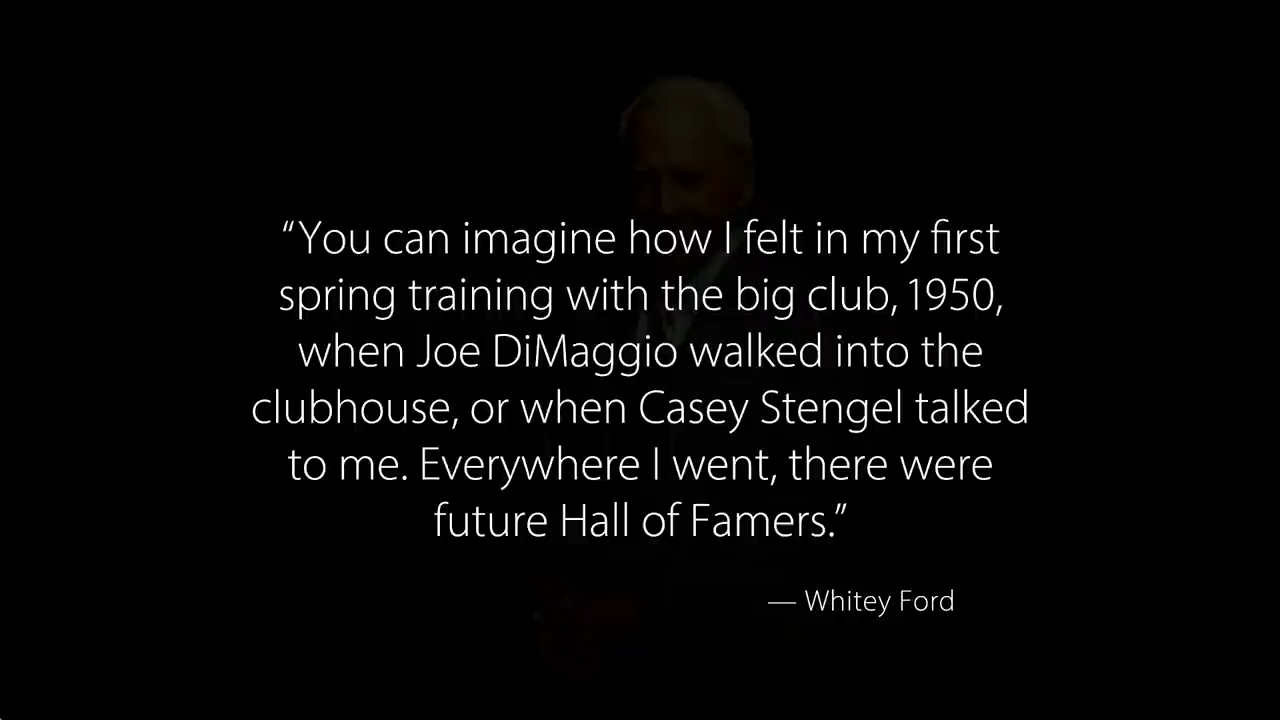 “You can imagine how I felt in my first
spring training with the big club, 1950,
when Joe DiMaggio walked into the
clubhouse, or when Casey Stengel talked
to me. Everywhere I went, there were
future Hall of Famers.”
— Whitey Ford